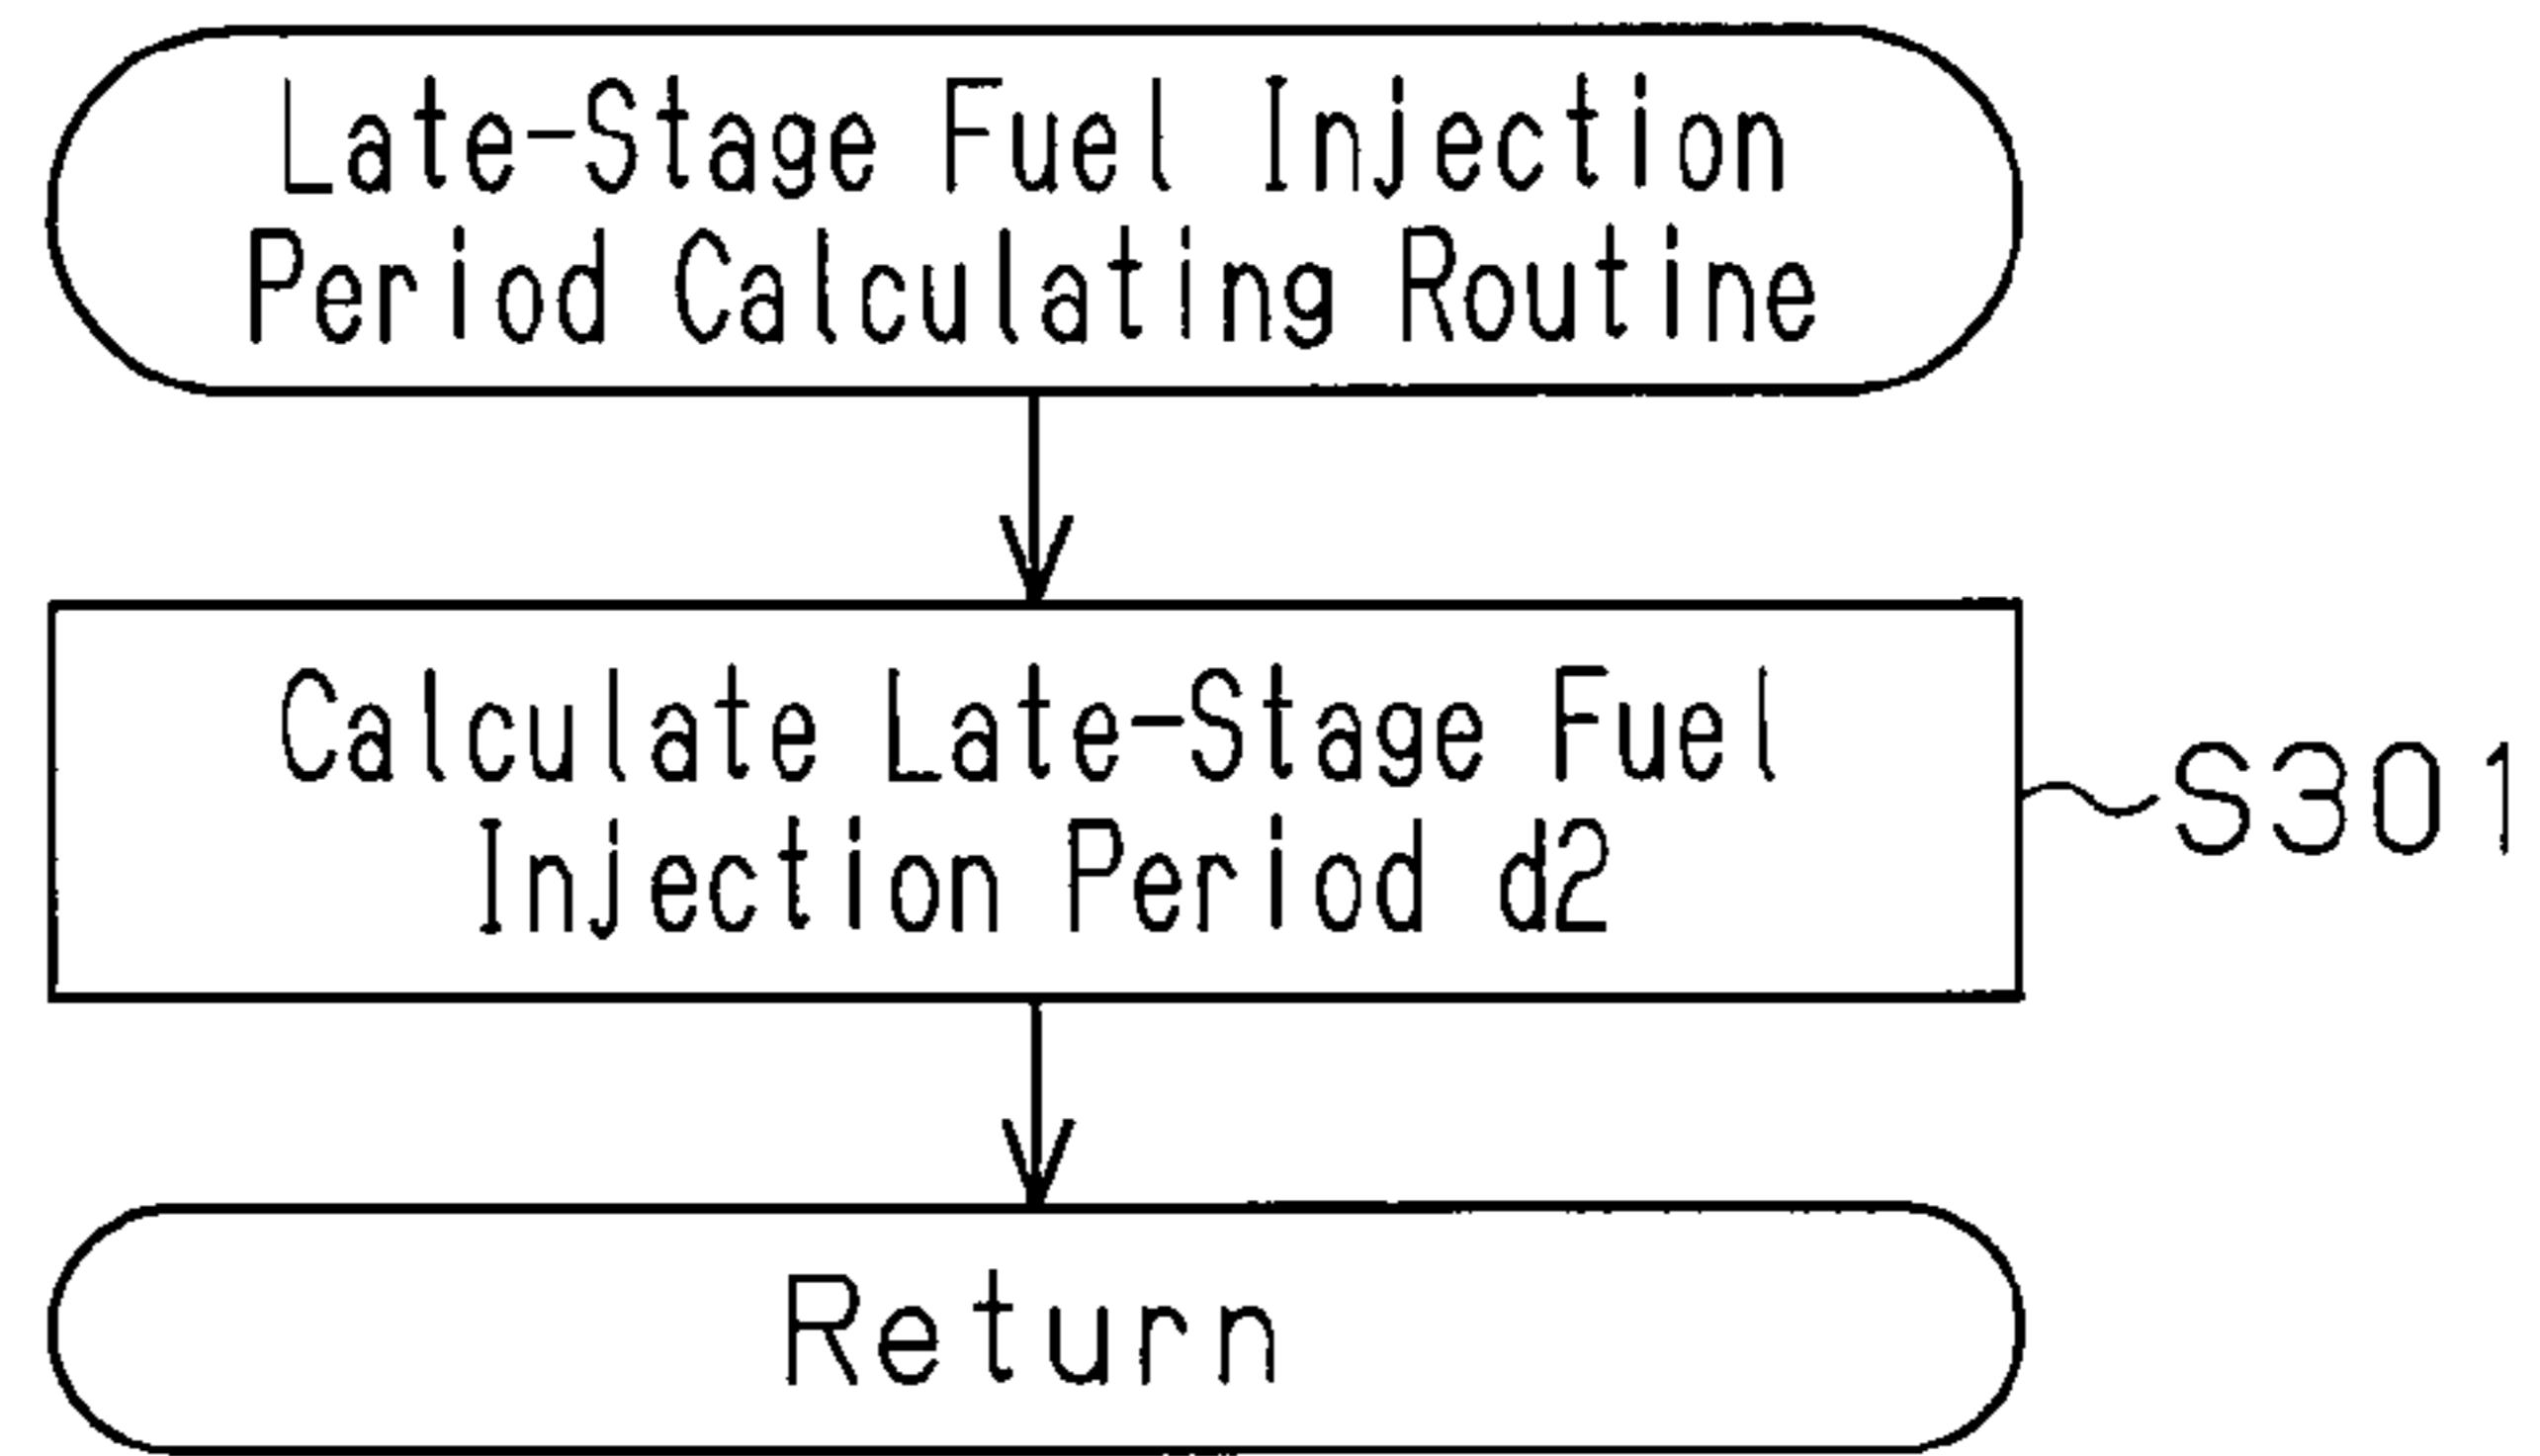 Late-Stage Fuel Injection
Period Calculating Routine
Calculate Late-Stage Fuel
Injection Period d2
S301
Return